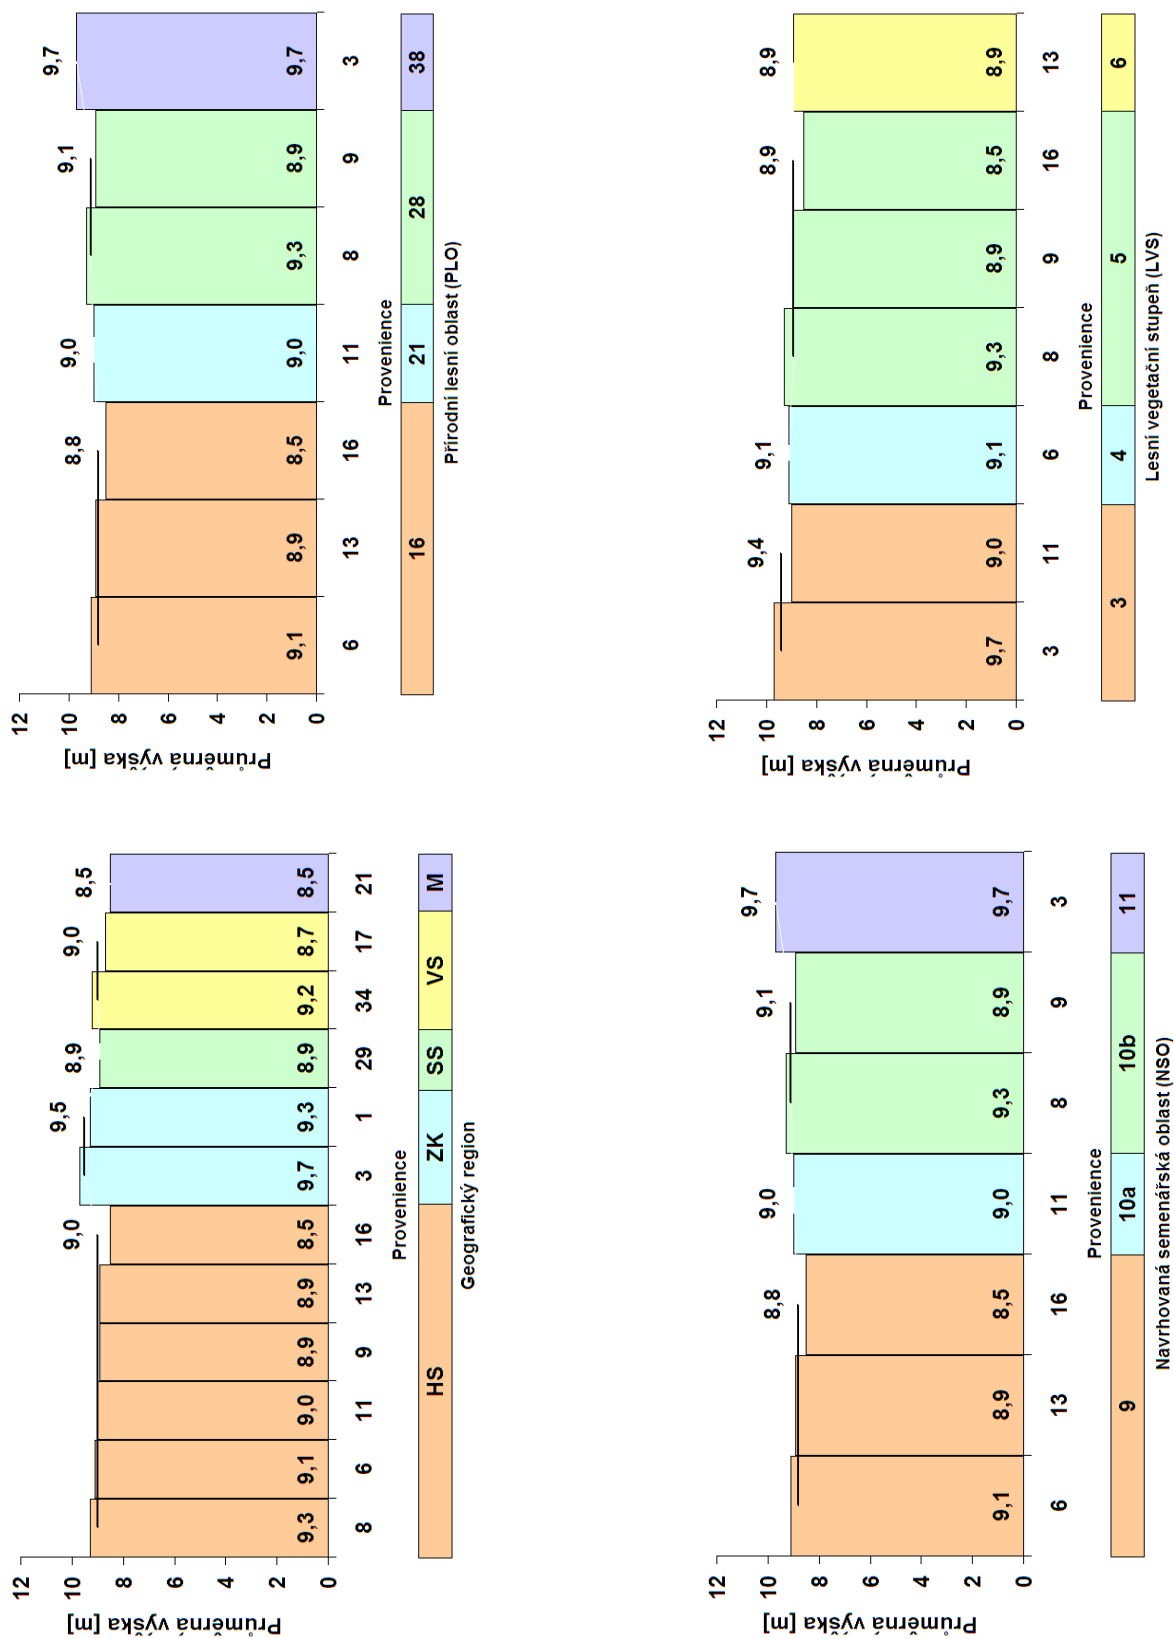 Průměrná výška [m]
12
10
8
6
4
2
0
9,0 9,5 8,9 9,0 8,5
9,3 9,1 9,0 8,9 8,9 8,5 9,7 9,3 8,9 9,2 8,7 8,5
8 6 11 9 13 16 3 1 29 34 17 21
Provenience
HS ZK SS VS M
Geografický region
Průměrná výška [m]
12
10
8
6
4
2
0
8,8 9,0 9,1 9,7
9,1 8,9 8,5 9,0 9,3 8,9 9,7
6 13 16 11 8 9 3
Provenience
16 21 28 38
Přírodní lesní oblast (PLO)
Průměrná výška [m]
12
10
8
6
4
2
0
8,8 9,0 9,1 9,7
9,1 8,9 8,5 9,0 9,3 8,9 9,7
6 13 16 11 8 9 3
Provenience
9 10a 10b 11
Navrhovaná semenářská oblast (NSO)
Průměrná výška [m]
12
10
8
6
4
2
0
9,4 9,1 8,9 8,9
9,7 9,0 9,1 9,3 8,9 8,5 8,9
3 11 6 8 9 16 13
Provenience
3 4 5 6
Lesní vegetační stupeň (LVS)